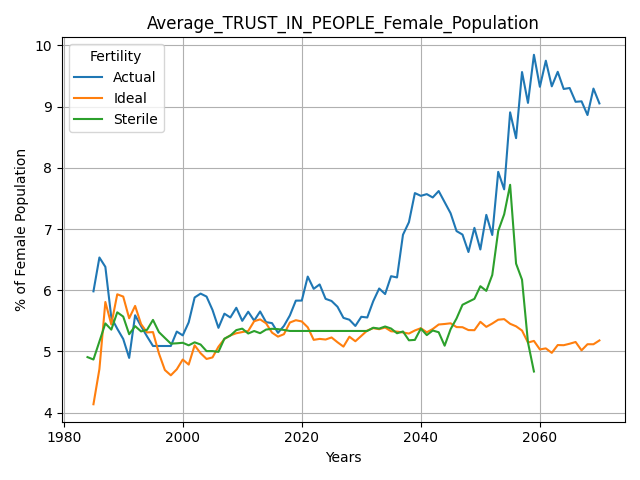 Average_TRUST_IN_PEOPLE_Female_Population
Fertility
Actual
Ideal
Sterile
% of Female Population
10
9
8
7
6
5
4
1980
2000
2020
2040
2060
Years